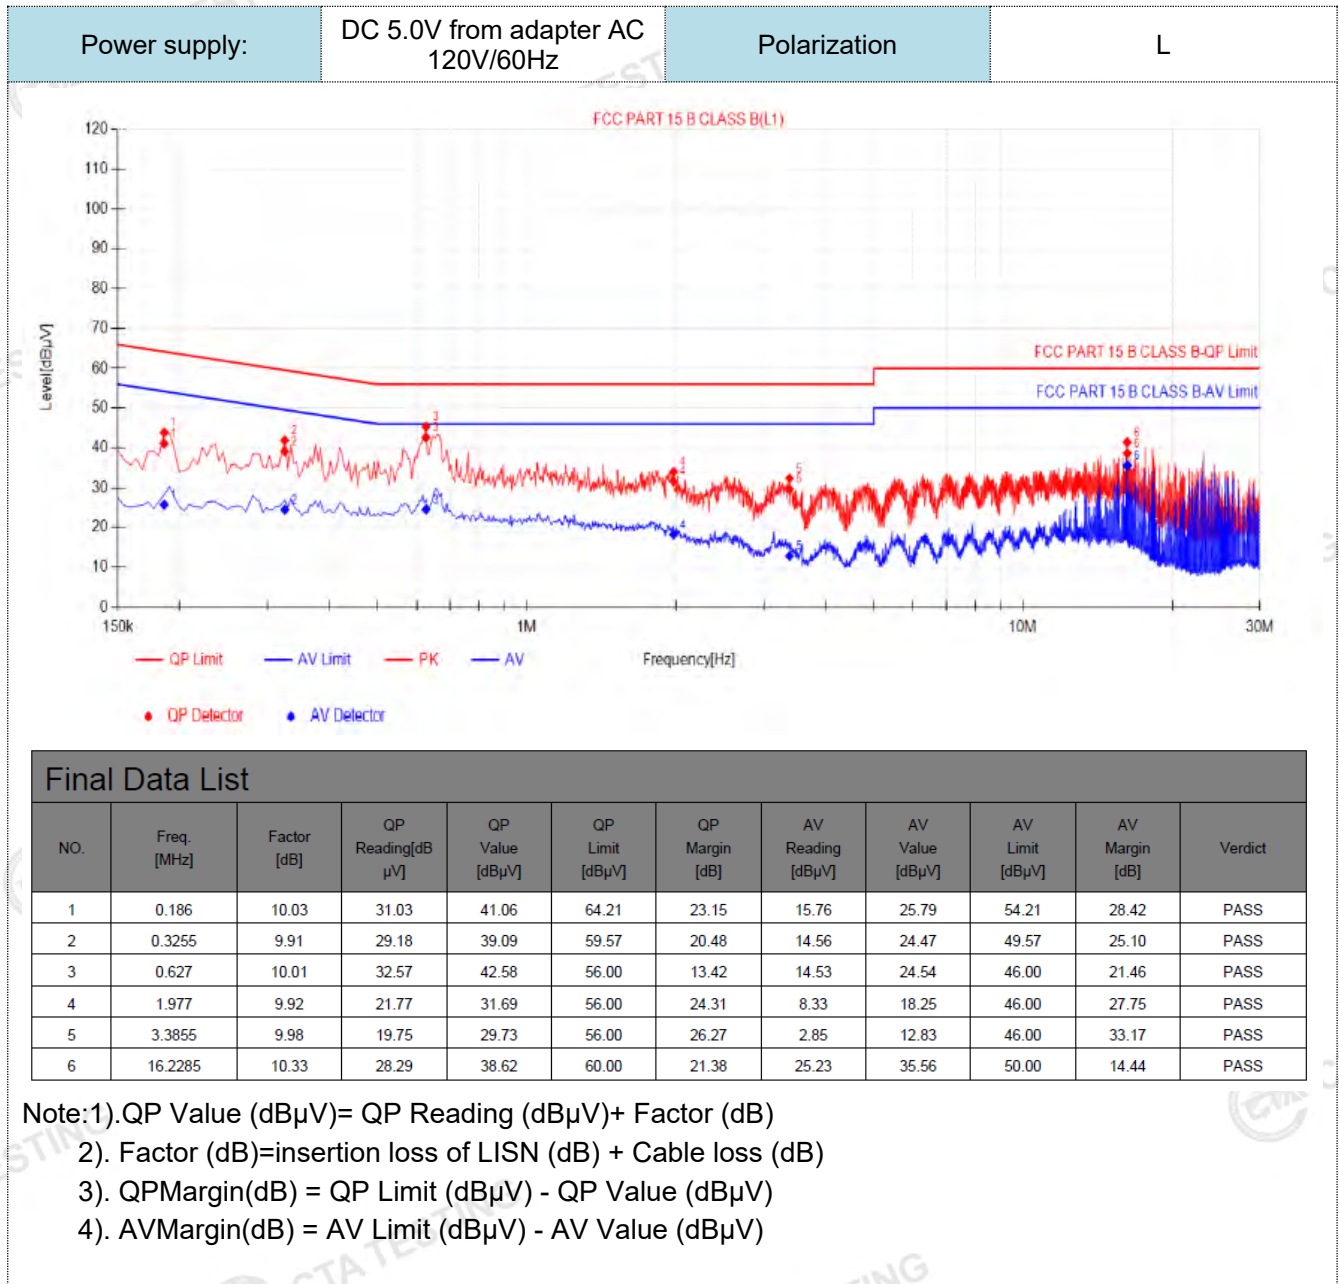 Power supply:
DC 5.0V from adapter AC
120V/60Hz
Polarization
L
FCC PART 15 B CLASS B(L1)
120
110
100
90
80
70
60
50
40
30
20
10
0
Level[dBμV]
FCC PART 15 B CLASS B-QP Limit
FCC PART 15 B CLASS B-AV Limit
150k
1M
10M
30M
Frequency[Hz]
QP Limit
AV Limit
PK
AV
QP Detector
AV Detector
Final Data List
NO. Freq. [MHz] Factor [dB] QP Reading[dB μV] QP Value [dBμV] QP Limit [dBμV] QP Margin [dB] AV Reading [dBμV] AV Value [dBμV] AV Limit [dBμV] AV Margin [dB] Verdict
1 0.186 10.03 31.03 41.06 64.21 23.15 15.76 25.79 54.21 28.42 PASS
2 0.3255 9.91 29.18 39.09 59.57 20.48 14.56 24.47 49.57 25.10 PASS
3 0.627 10.01 32.57 42.58 56.00 13.42 14.53 24.54 46.00 21.46 PASS
4 1.977 9.92 21.77 31.69 56.00 24.31 8.33 18.25 46.00 27.75 PASS
5 3.3855 9.98 19.75 29.73 56.00 26.27 2.85 12.83 46.00 33.17 PASS
6 16.2285 10.33 28.29 38.62 60.00 21.38 25.23 35.56 50.00 14.44 PASS
Note:1).QP Value (dBμV)= QP Reading (dBμV)+ Factor (dB)
2). Factor (dB)=insertion loss of LISN (dB) + Cable loss (dB)
3). QPMargin(dB) = QP Limit (dBμV) - QP Value (dBμV)
4). AVMargin(dB) = AV Limit (dBμV) - AV Value (dBμV)
CTA TESTING